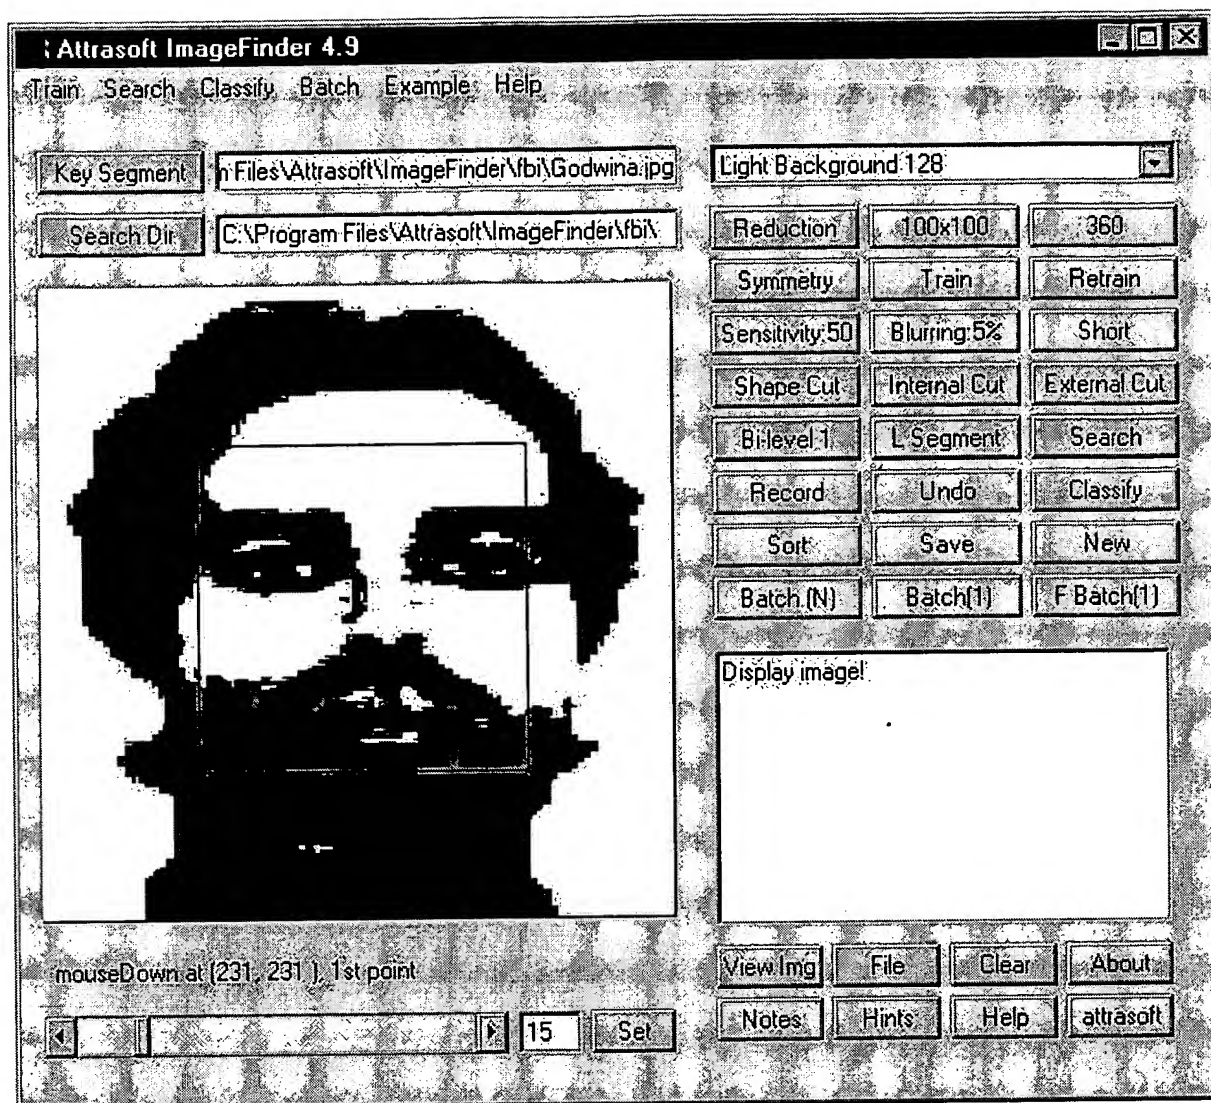 Attrasoft ImageFinder 4.9
Train Search Classify Batch Example Help
Key Segment n Files\Attrasoft\ImageFinder\fbi\Godwina.jpg Light Background 128
Search Dir C:\Program Files\Attrasoft\ImageFinder\fbi\
Reduction 100x100 360
Symmetry Train Retrain
Sensitivity:50 Blurring:5% Short
Shape Cut Internal Cut External Cut
Bi-level 1 L Segment Search
Record Undo Classify
Sort Save New
Batch (N) Batch(1) F Batch(1)
Display image!
mouseDown at (231, 231 ), 1st point
15 Set
View Img File Clear About
Notes Hints Help attrasoft